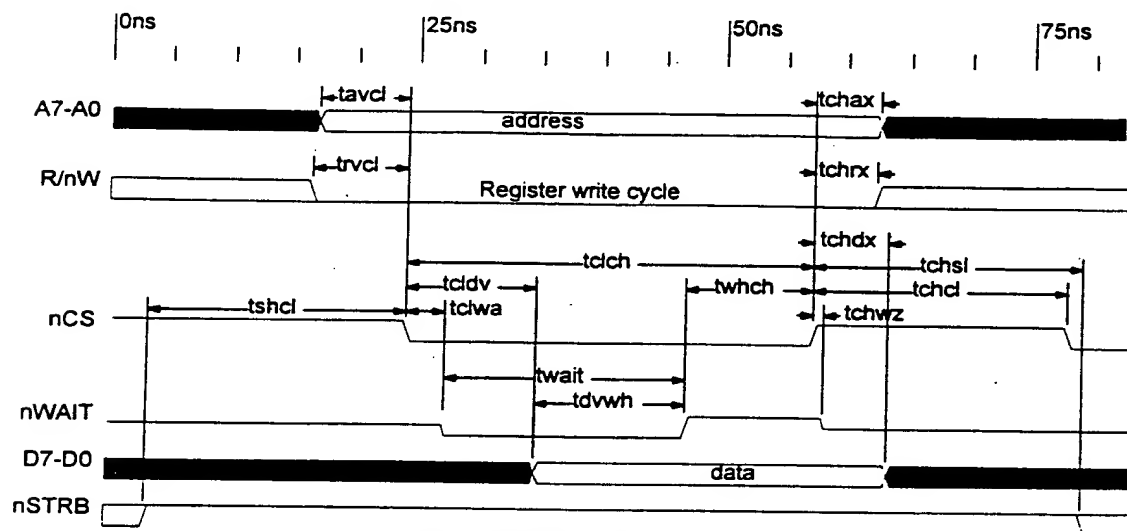 0ns 25ns 50ns 75ns
tavcl tchax
A7-A0 address
trvcl tchrx
R/nW Register write cycle
tchdx
tclch tchsl
tcldv twhch tchcl
tshcl tclwa tchwz
nCS
twait
tdvwh
nWAIT
D7-D0 data
nSTRB